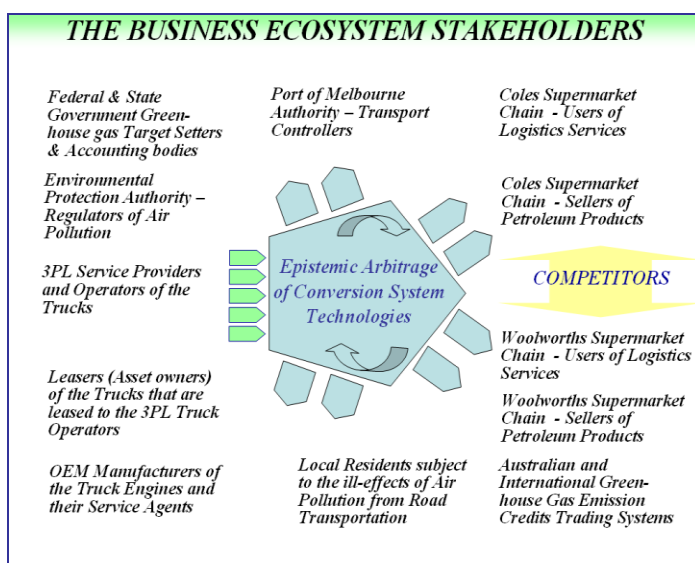 THE BUSINESS ECOSYSTEM STAKEHOLDERS
Federal & State
Government Green-
house gas Target Setters
& Accounting bodies
Port of Melbourne
Authority – Transport
Controllers
Coles Supermarket
Chain - Users of
Logistics Services
Environmental
Protection Authority –
Regulators of Air
Pollution
Coles Supermarket
Chain - Sellers of
Petroleum Products
3PL Service Providers
and Operators of the
Trucks
Epistemic Arbitrage
of Conversion System
Technologies
COMPETITORS
Woolworths Supermarket
Chain - Users of Logistics
Services
Leasers (Asset owners)
of the Trucks that are
leased to the 3PL Truck
Operators
Woolworths Supermarket
Chain - Sellers of
Petroleum Products
OEM Manufacturers of
the Truck Engines and
their Service Agents
Local Residents subject
to the ill-effects of Air
Pollution from Road
Transportation
Australian and
International Green-
house Gas Emission
Credits Trading Systems